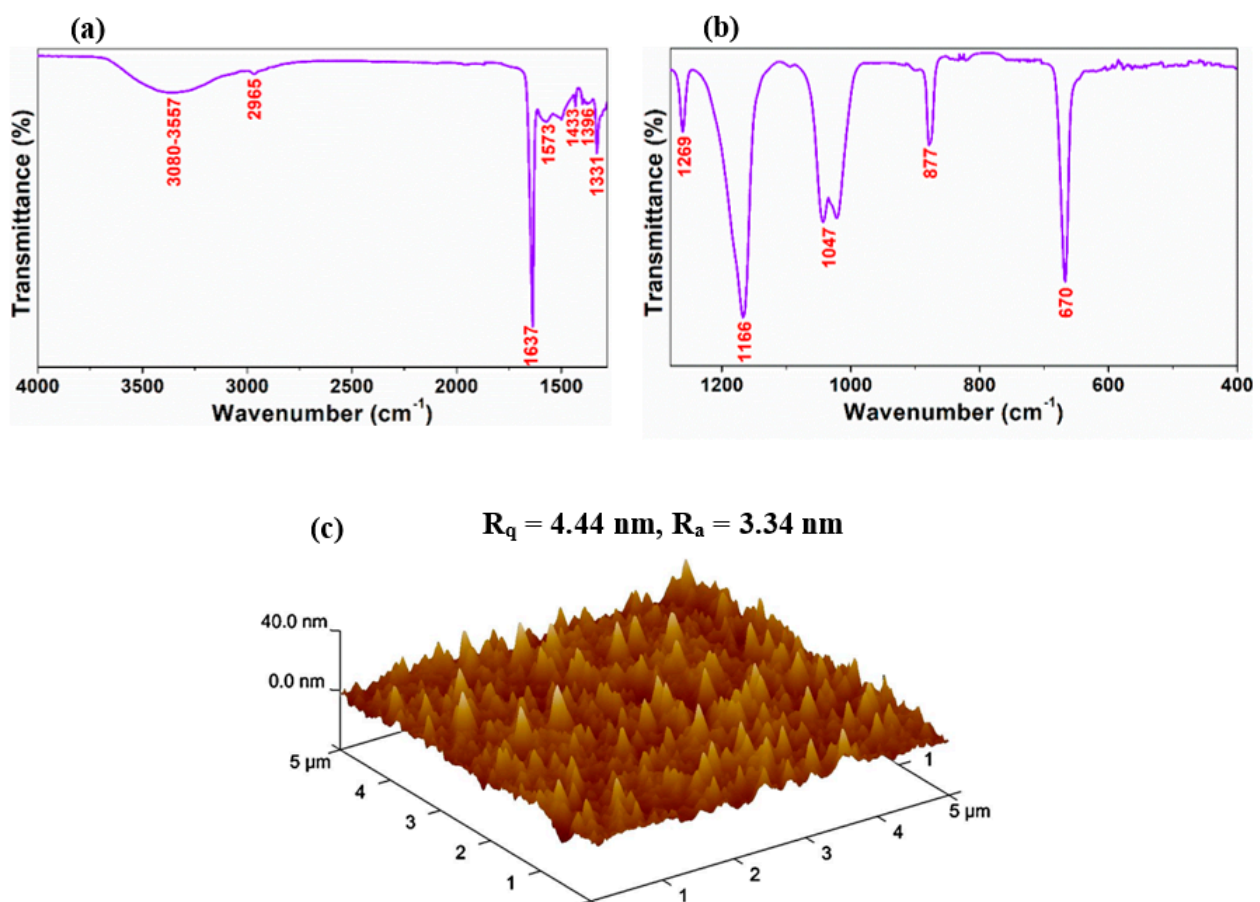 (a)
Transmittance (%)
3080-3557
2965
1637
1573
1433
1396
1331
4000 3500 3000 2500 2000 1500
Wavenumber (cm⁻¹)
(b)
Transmittance (%)
1269
1166
1047
877
670
1200 1000 800 600 400
Wavenumber (cm⁻¹)
(c) R_q = 4.44 nm, R_a = 3.34 nm
40.0 nm
0.0 nm
5 µm
4
3
2
1
1
2
3
4
5 µm
1